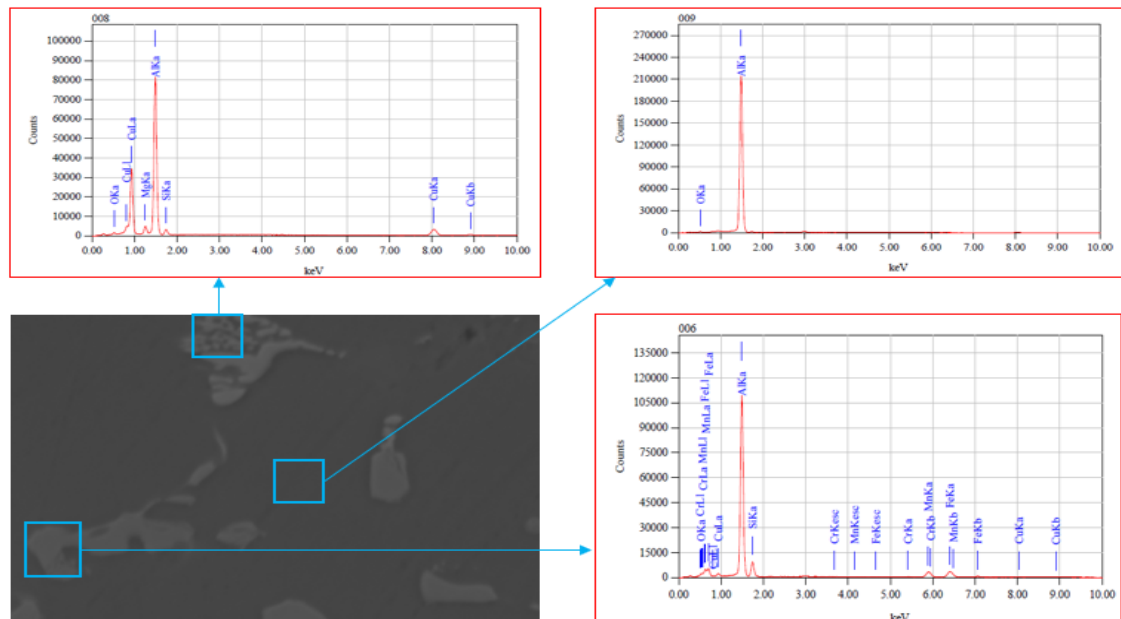 008
100000
90000
80000
70000
60000
50000
40000
30000
20000
10000
0
Counts
OKa
CuLl
CuLa
MgKa
AlKa
SiKa
CuKa
CuKb
0.00 1.00 2.00 3.00 4.00 5.00 6.00 7.00 8.00 9.00 10.00
keV
009
270000
240000
210000
180000
150000
120000
90000
60000
30000
0
Counts
OKa
AlKa
0.00 1.00 2.00 3.00 4.00 5.00 6.00 7.00 8.00 9.00 10.00
keV
006
135000
120000
105000
90000
75000
60000
45000
30000
15000
0
Counts
OKa
CrLl
CrLa
MnLl
MnLa
FeLl
FeLa
CuLa
AlKa
SiKa
CrKesc
MnKesc
FeKesc
CrKa
CrKb
MnKa
MnKb
FeKa
FeKb
CuKa
CuKb
0.00 1.00 2.00 3.00 4.00 5.00 6.00 7.00 8.00 9.00 10.00
keV